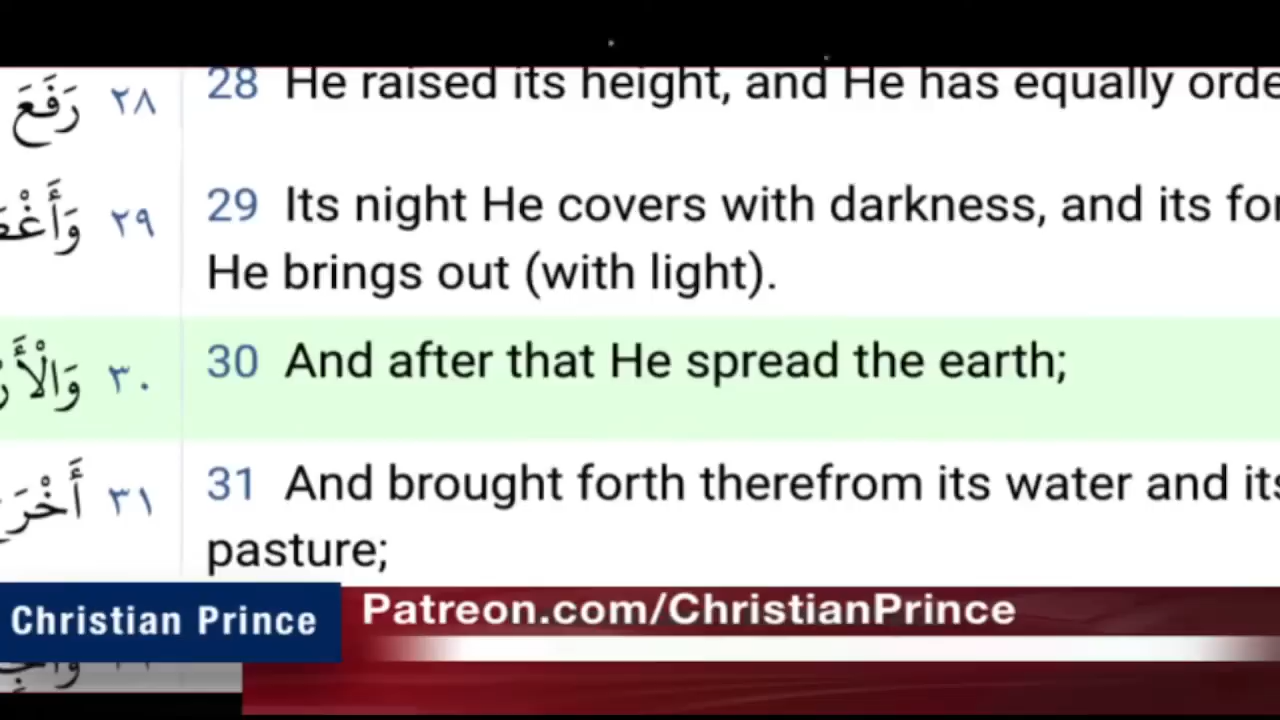 رَفَعَ ٢٨ 28 He raised its height, and He has equally
٢٩ 29 Its night He covers with darkness, and its
He brings out (with light).
٣٠ 30 And after that He spread the earth;
٣١ 31 And brought forth therefrom its water and its
pasture;
Christian Prince
Patreon.com/ChristianPrince